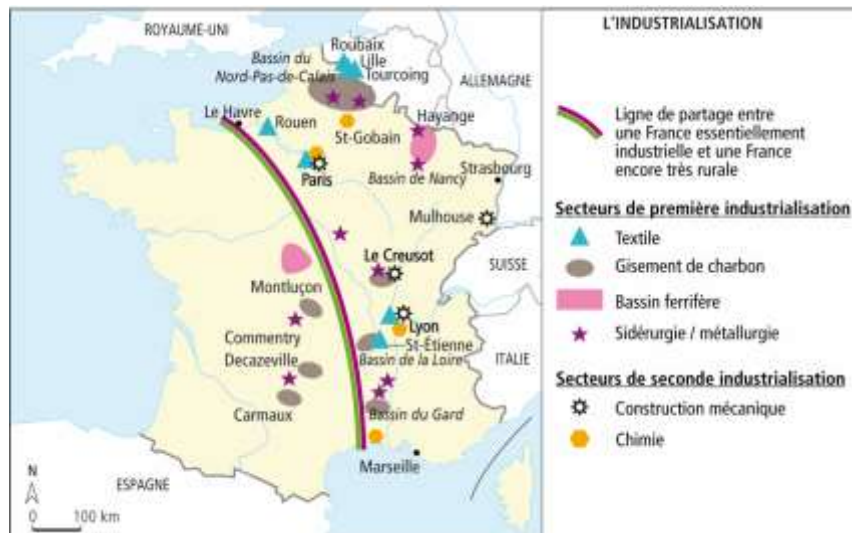 ROYAUME-UNI
Roubaix
Lille
Tourcoing
Bassin du
Nord-Pas-de-Calais
ALLEMAGNE
Le Havre
Rouen
St-Gobain
Hayange
Paris
Bassin de Nancy
Strasbourg
Mulhouse
Le Creusot
SUISSE
Montluçon
Lyon
Commentry
St-Étienne
Decazeville
Bassin de la Loire
ITALIE
Carmaux
Bassin du Gard
Marseille
N
ESPAGNE
0 100 km
L'INDUSTRIALISATION
Ligne de partage entre
une France essentiellement
industrielle et une France
encore très rurale
Secteurs de première industrialisation
Textile
Gisement de charbon
Bassin ferrifère
Sidérurgie / métallurgie
Secteurs de seconde industrialisation
Construction mécanique
Chimie